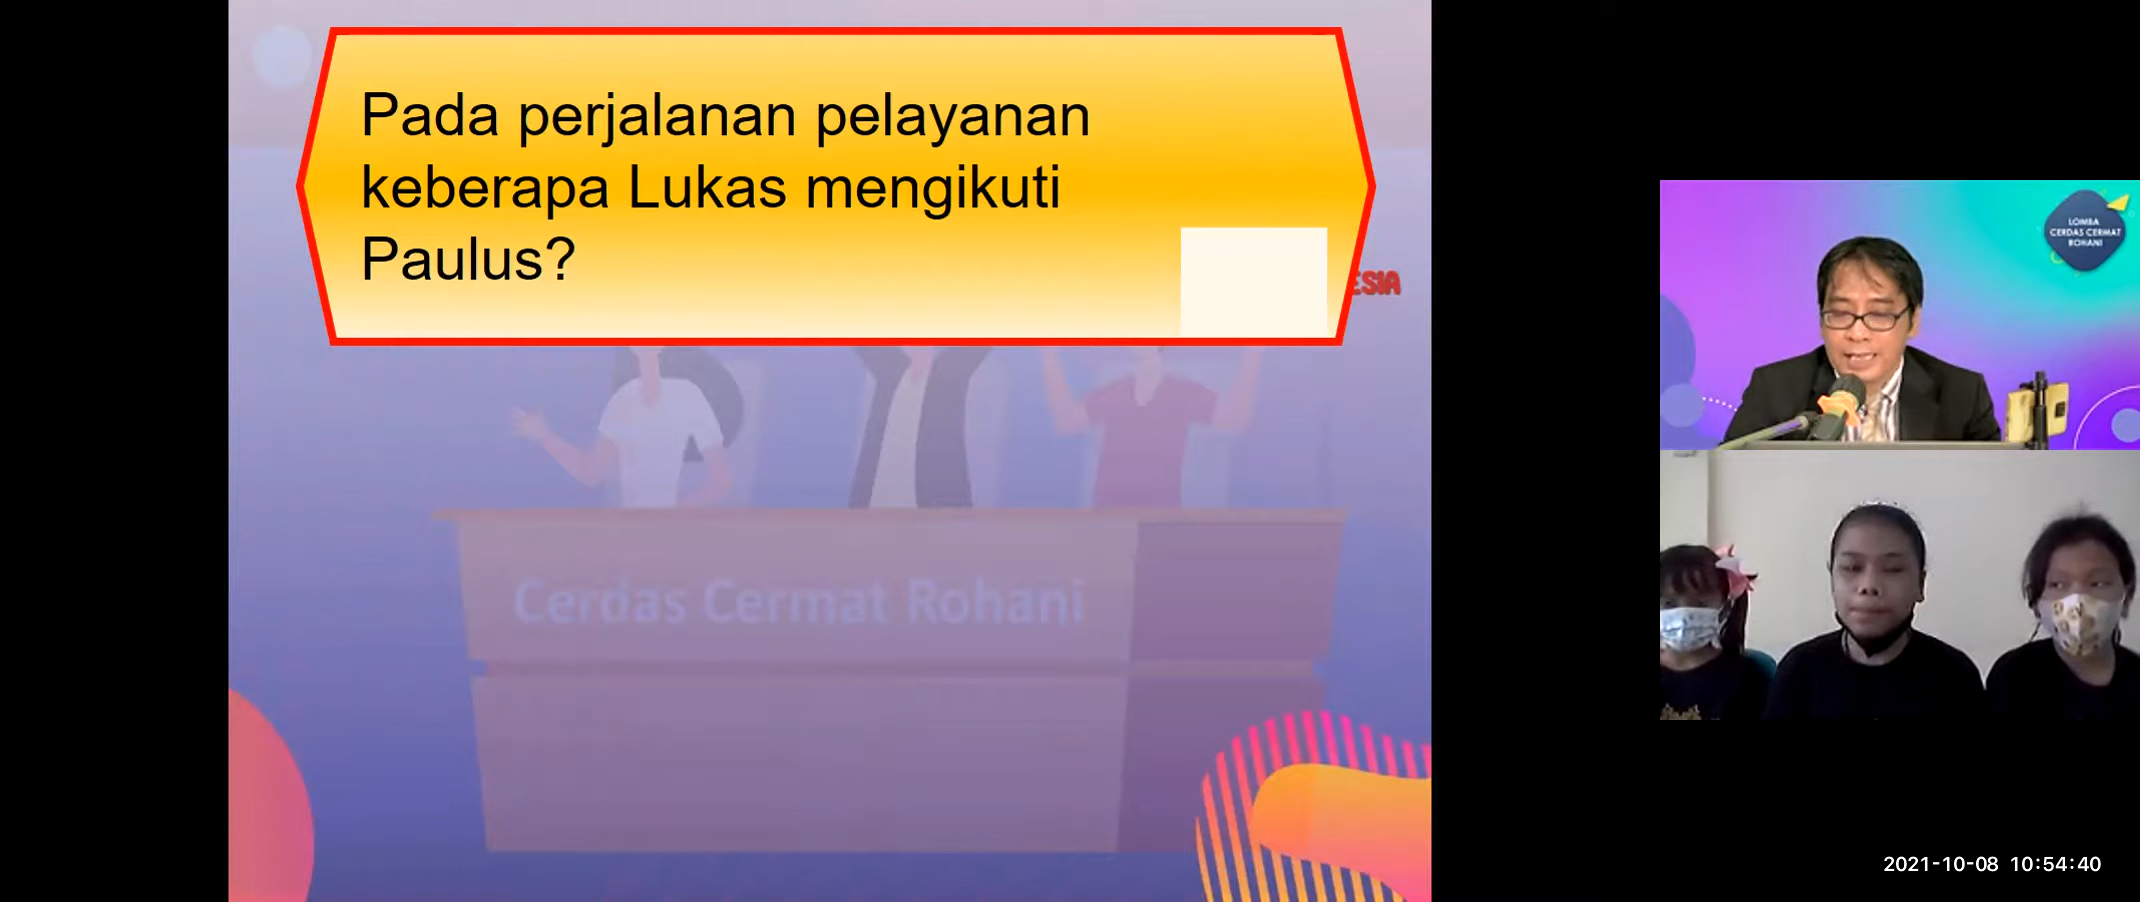 Pada perjalanan pelayanan
keberapa Lukas mengikuti
Paulus?
ESIA
Cerdas Cermat Rohani
LOMBA
CERDAS CERMAT
ROHANI
2021-10-08 10:54:40